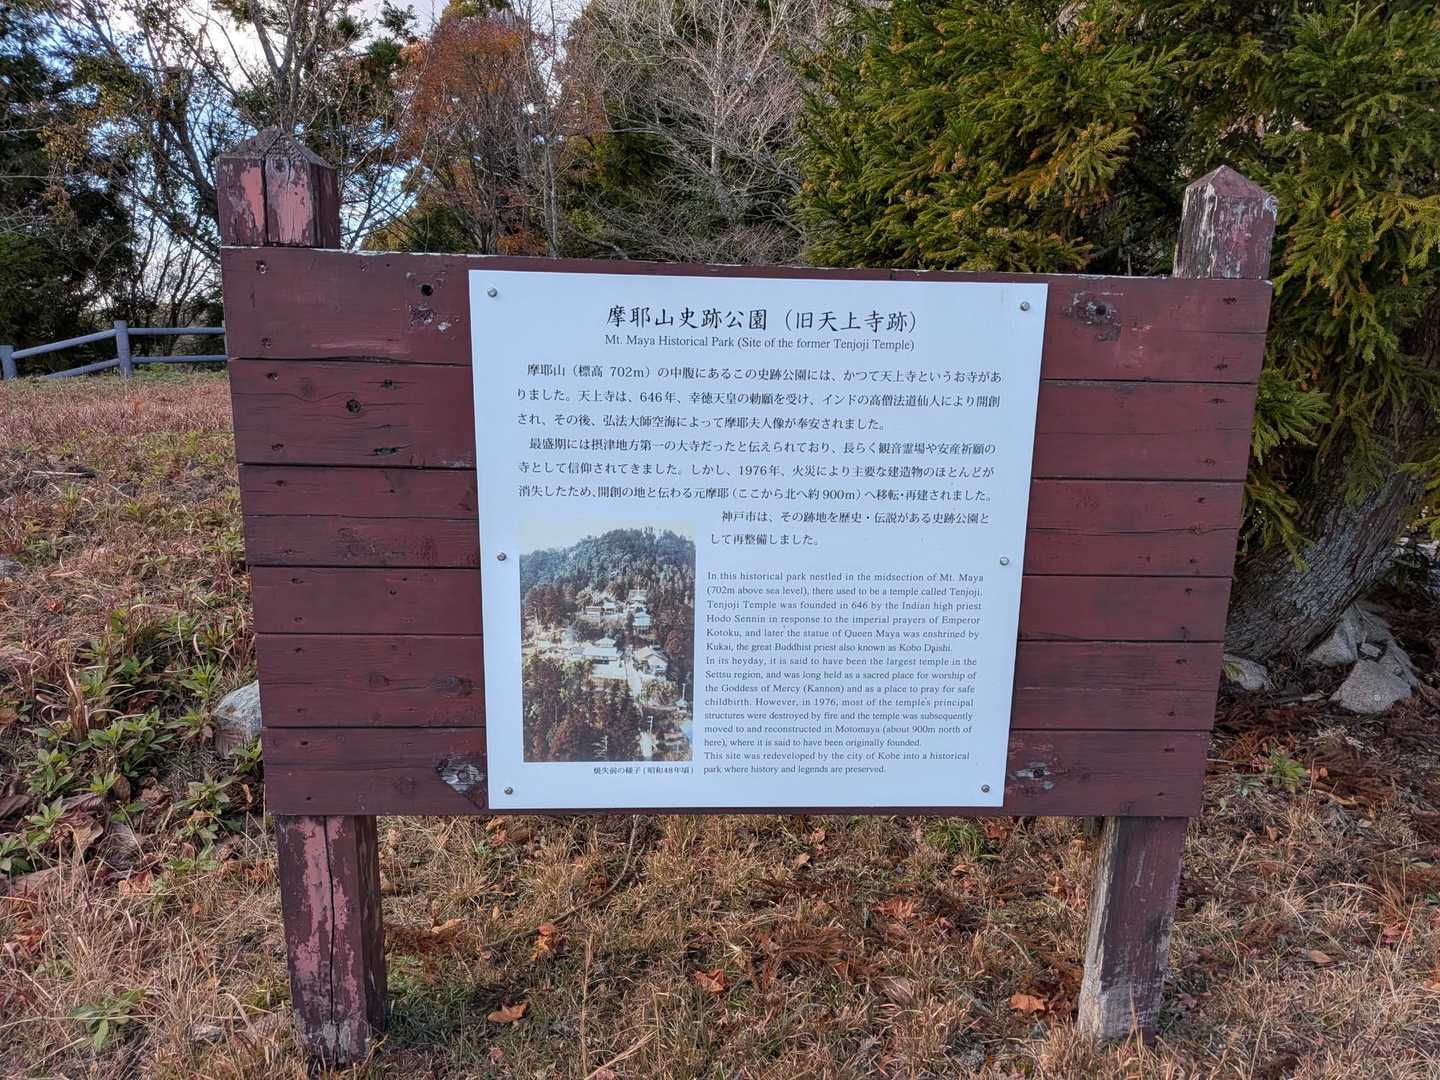 摩耶山史跡公園（旧天上寺跡）
Mt. Maya Historical Park (Site of the former Tenjoji Temple)
摩耶山（標高 702m）の中腹にあるこの史跡公園には、かつて天上寺というお寺があ
りました。天上寺は、646年、孝徳天皇の勅願を受け、インドの高僧法道仙人により開創
され、その後、弘法大師空海によって摩耶夫人像が奉安されました。
最盛期には摂津地方第一の大寺だったと伝えられており、長らく観音霊場や安産祈願の
寺として信仰されてきました。しかし、1976年、火災により主要な建造物のほとんどが
消失したため、開創の地と伝わる元摩耶（ここから北へ約900m）へ移転・再建されました。
神戸市は、その跡地を歴史・伝説がある史跡公園と
して再整備しました。
In this historical park nestled in the midsection of Mt. Maya
(702m above sea level), there used to be a temple called Tenjoji.
Tenjoji Temple was founded in 646 by the Indian high priest
Hodo Sennin in response to the imperial prayers of Emperor
Kotoku, and later the statue of Queen Maya was enshrined by
Kukai, the great Buddhist priest also known as Kobo Daishi.
In its heyday, it is said to have been the largest temple in the
Settsu region, and was long held as a sacred place for worship of
the Goddess of Mercy (Kannon) and as a place to pray for safe
childbirth. However, in 1976, most of the temple's principal
structures were destroyed by fire and the temple was subsequently
moved to and reconstructed in Motomaya (about 900m north of
here), where it is said to have been originally founded.
This site was redeveloped by the city of Kobe into a historical
park where history and legends are preserved.
焼失前の様子(昭和48年頃)